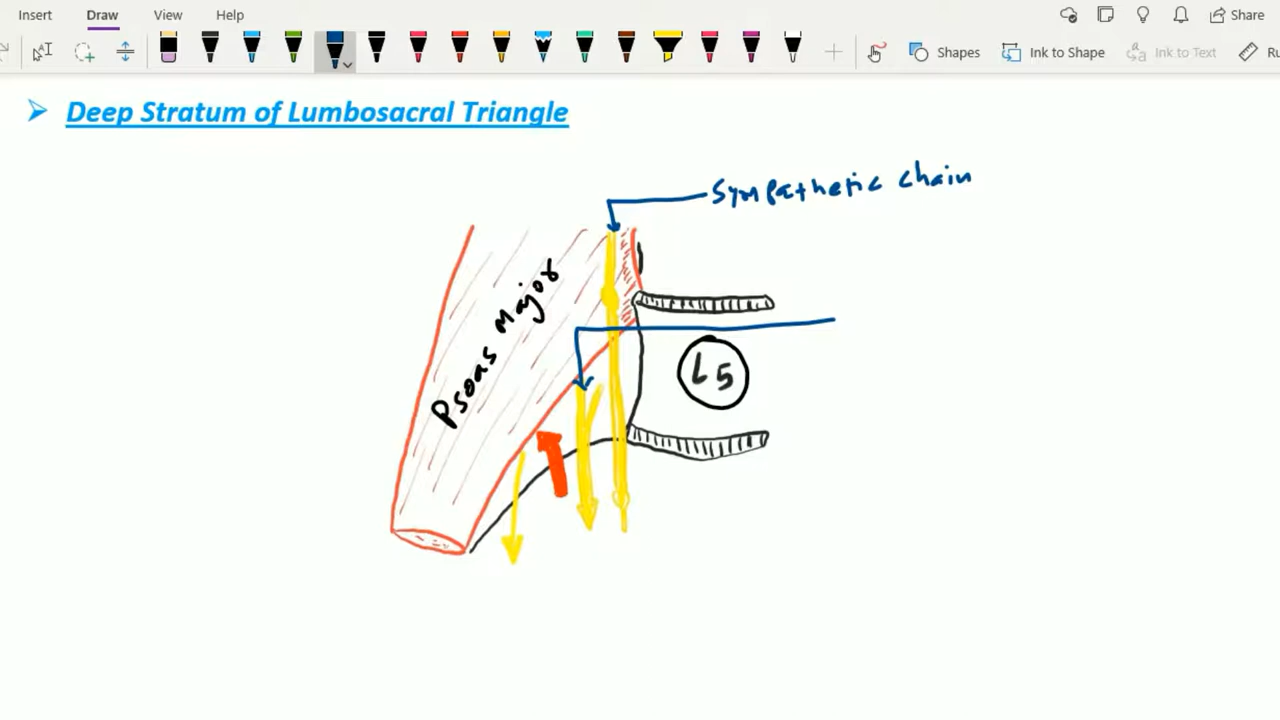 Insert Draw View Help Share
Shapes Ink to Shape Ink to Text Ru
Deep Stratum of Lumbosacral Triangle
Sympathetic chain
Psoas Major
L5